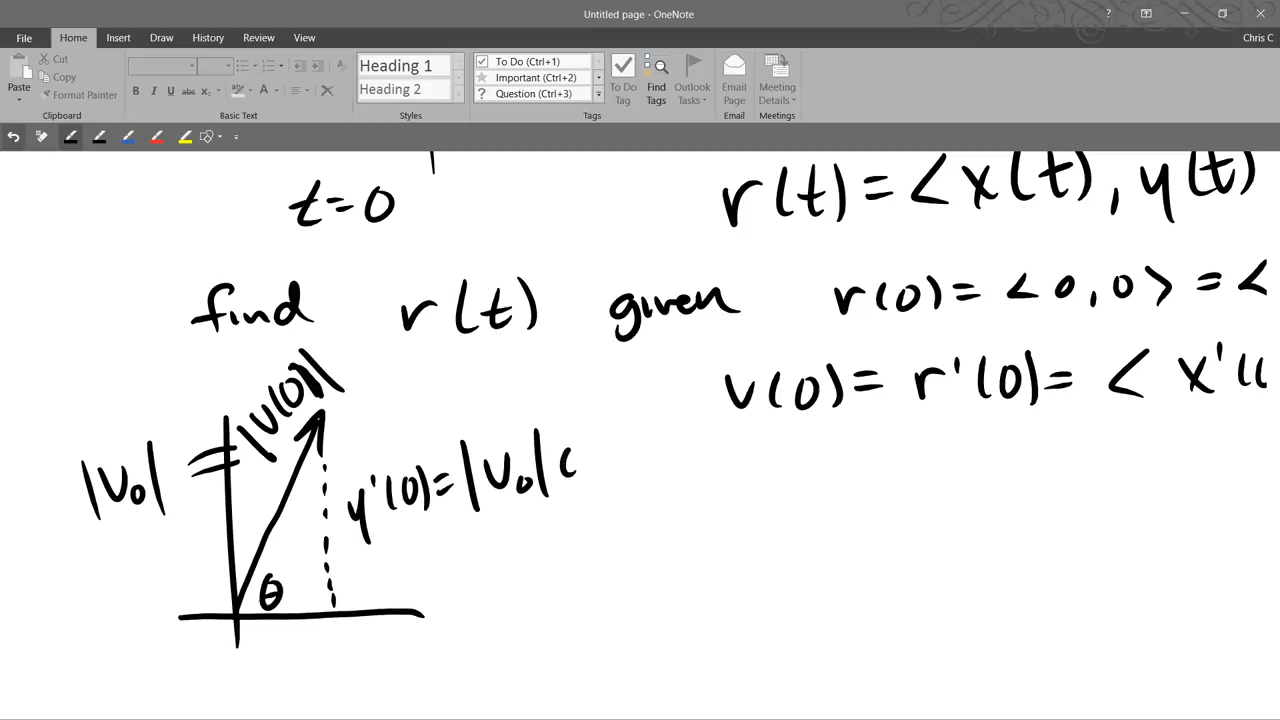 Untitled page - OneNote
File Home Insert Draw History Review View
Chris C
Cut
Copy
Format Painter
Paste
Clipboard
B I U abc x₂ A
Basic Text
Heading 1
Heading 2
Styles
To Do (Ctrl+1)
Important (Ctrl+2)
Question (Ctrl+3)
To Do Tag
Find Tags
Tags
Outlook Tasks
Email Page
Email
Meeting Details
Meetings
t=0
r(t)=<x(t), y(t)
find r(t) given r(0)=<0,0>=<
v(0)=r'(0)=<x'(
|v(0)|
|v₀| =
y'(0)=|v₀|c
θ